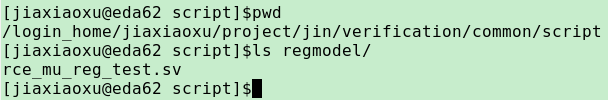 [jiaxiaoxu@eda62 script]$pwd
/login_home/jiaxiaoxu/project/jin/verification/common/script
[jiaxiaoxu@eda62 script]$ls regmodel/
rce_mu_reg_test.sv
[jiaxiaoxu@eda62 script]$